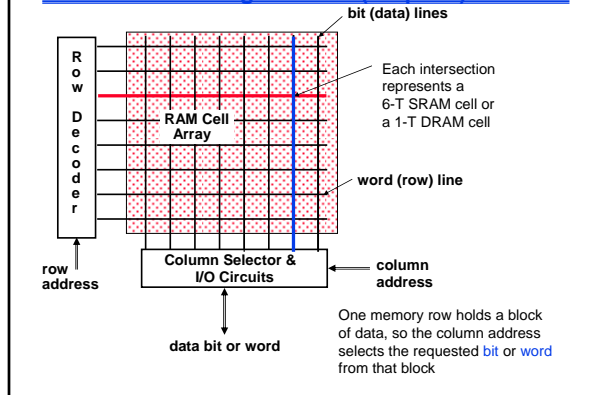 bit (data) lines
Row Decoder
Each intersection
represents a
6-T SRAM cell or
a 1-T DRAM cell
RAM Cell
Array
word (row) line
row
address
Column Selector &
I/O Circuits
column
address
data bit or word
One memory row holds a block
of data, so the column address
selects the requested bit or word
from that block